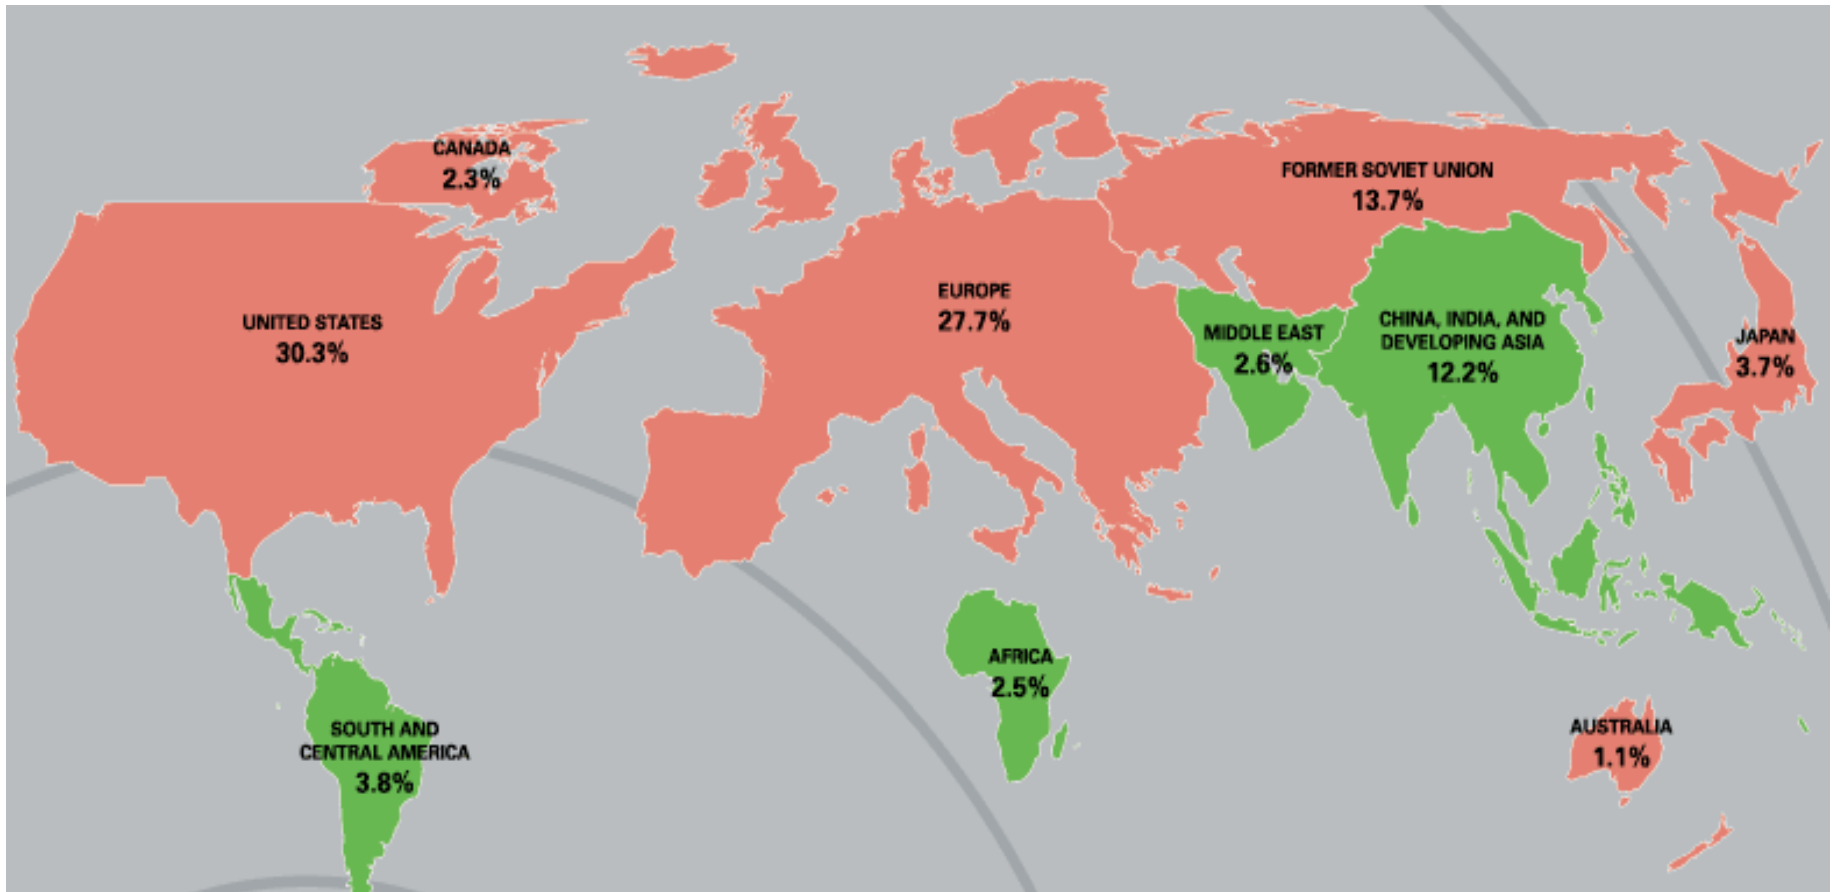 CANADA
2.3%
FORMER SOVIET UNION
13.7%
UNITED STATES
30.3%
EUROPE
27.7%
MIDDLE EAST
2.6%
CHINA, INDIA, AND
DEVELOPING ASIA
12.2%
JAPAN
3.7%
AFRICA
2.5%
SOUTH AND
CENTRAL AMERICA
3.8%
AUSTRALIA
1.1%